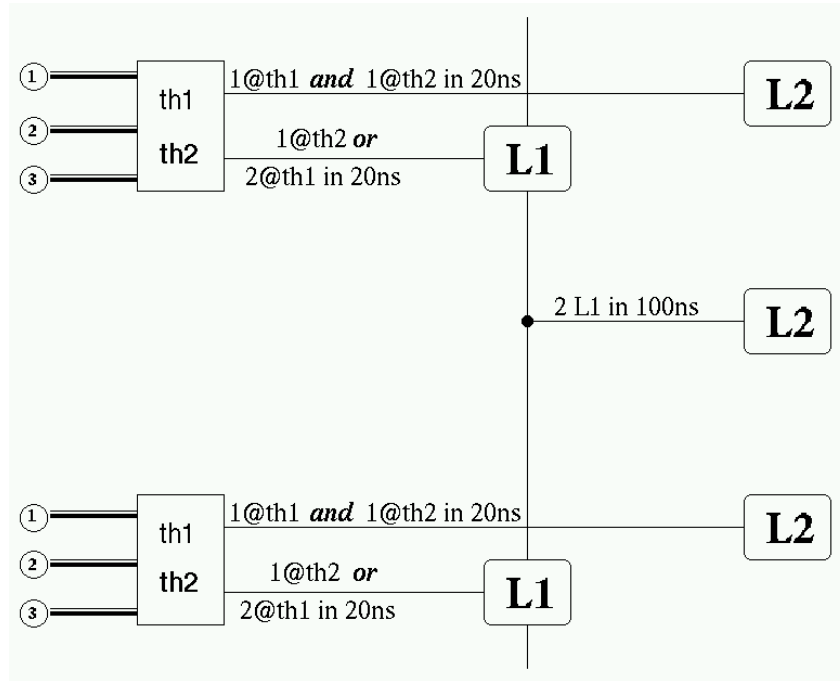 1
1@th1 and 1@th2 in 20ns
L2
th1
2
1@th2 or
L1
th2
3
2@th1 in 20ns
2 L1 in 100ns
L2
1
1@th1 and 1@th2 in 20ns
L2
th1
2
1@th2 or
L1
th2
3
2@th1 in 20ns